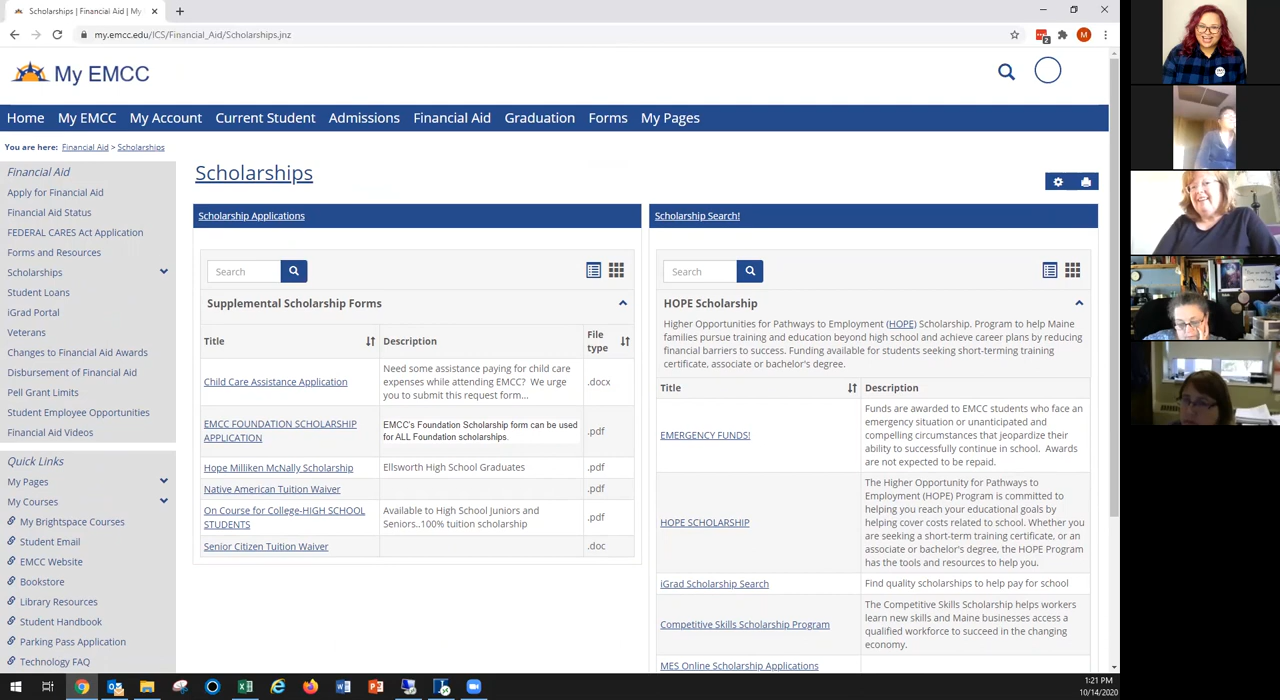 Scholarships | Financial Aid | My
my.emcc.edu/ICS/Financial_Aid/Scholarships.jnz
2
M
My EMCC
Home My EMCC My Account Current Student Admissions Financial Aid Graduation Forms My Pages
You are here: Financial Aid > Scholarships
Financial Aid
Apply for Financial Aid
Financial Aid Status
FEDERAL CARES Act Application
Forms and Resources
Scholarships
Student Loans
iGrad Portal
Veterans
Changes to Financial Aid Awards
Disbursement of Financial Aid
Pell Grant Limits
Student Employee Opportunities
Financial Aid Videos
Quick Links
My Pages
My Courses
My Brightspace Courses
Student Email
EMCC Website
Bookstore
Library Resources
Student Handbook
Parking Pass Application
Technology FAQ
Scholarships
Scholarship Applications
Search
Supplemental Scholarship Forms
Title Description File
type
Child Care Assistance Application
Need some assistance paying for child care
expenses while attending EMCC? We urge
you to submit this request form...
.docx
EMCC FOUNDATION SCHOLARSHIP
APPLICATION
EMCC's Foundation Scholarship form can be used
for ALL Foundation scholarships.
.pdf
Hope Milliken McNally Scholarship Ellsworth High School Graduates .pdf
Native American Tuition Waiver .pdf
On Course for College-HIGH SCHOOL
STUDENTS
Available to High School Juniors and
Seniors..100% tuition scholarship
.pdf
Senior Citizen Tuition Waiver .doc
Scholarship Search!
Search
HOPE Scholarship
Higher Opportunities for Pathways to Employment (HOPE) Scholarship. Program to help Maine
families pursue training and education beyond high school and achieve career plans by reducing
financial barriers to success. Funding available for students seeking short-terming training
certificate, associate or bachelor's degree.
Title Description
EMERGENCY FUNDS!
Funds are awarded to EMCC students who face an
emergency situation or unanticipated and
compelling circumstances that jeopardize their
ability to successfully continue in school. Awards
are not expected to be repaid.
HOPE SCHOLARSHIP
The Higher Opportunity for Pathways to
Employment (HOPE) Program is committed to
helping you reach your educational goals by
helping cover costs related to school. Whether you
are seeking a short-term training certificate, or an
associate or bachelor's degree, the HOPE Program
has the tools and resources to help you.
iGrad Scholarship Search Find quality scholarships to help pay for school
Competitive Skills Scholarship Program
The Competitive Skills Scholarship helps workers
learn new skills and Maine businesses access a
qualified workforce to succeed in the changing
economy.
MES Online Scholarship Applications
1:21 PM
10/14/2020